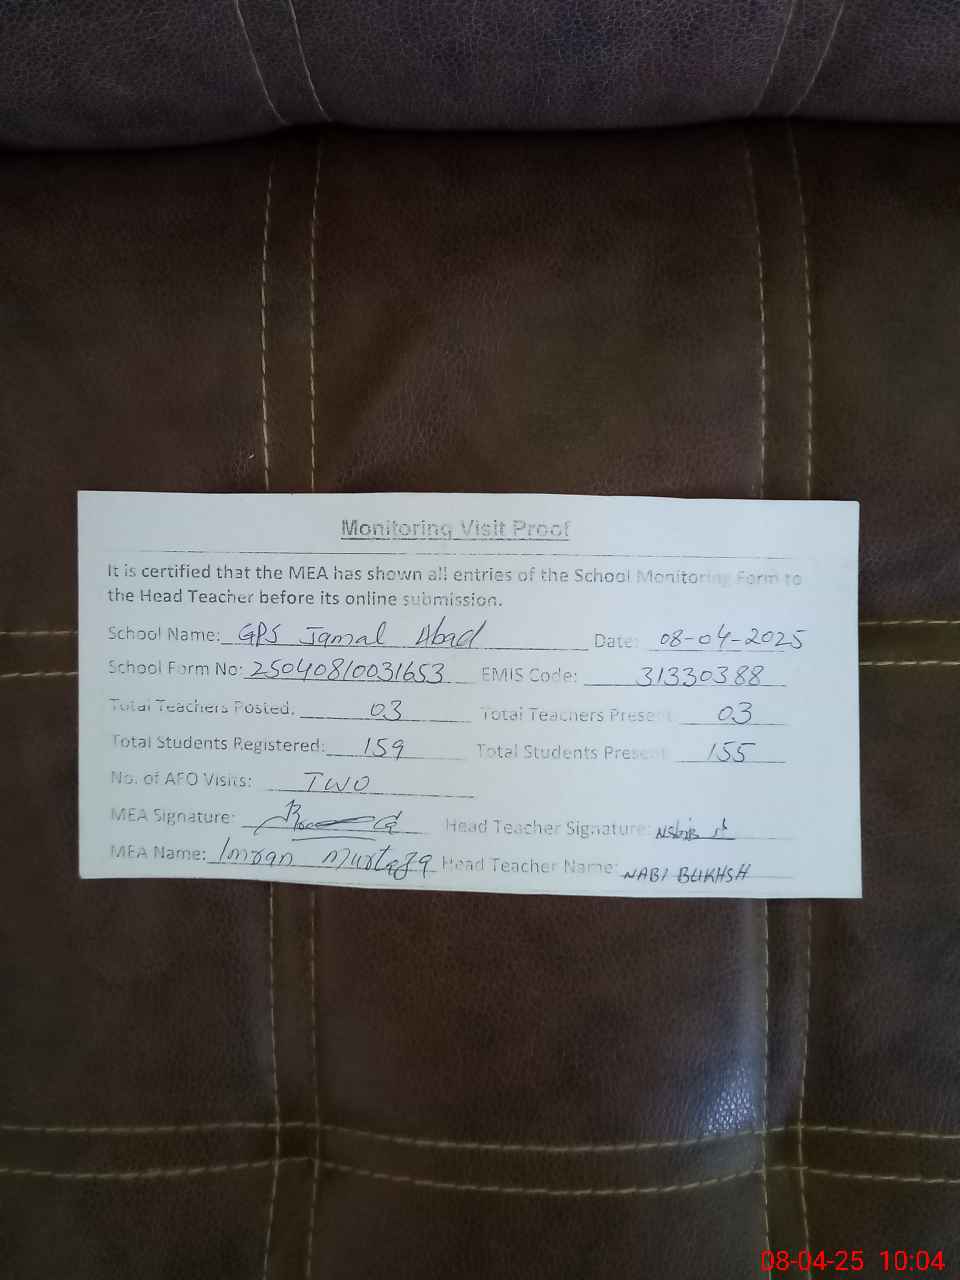 Monitoring Visit Proof
It is certified that the MEA has shown all entries of the School Monitoring Form to
the Head Teacher before its online submission.
School Name: GPS Jamal Abad Date: 08-04-2025
School Form No: 25040810031653 EMIS Code: 31330388
Total Teachers Posted: 03 Total Teachers Present 03
Total Students Registered: 159 Total Students Present 155
No. of AEO Visits: TWO
MEA Signature: Head Teacher Signature:
MEA Name: Imran Murtaza Head Teacher Name: NABI BUKHSH
08-04-25 10:04